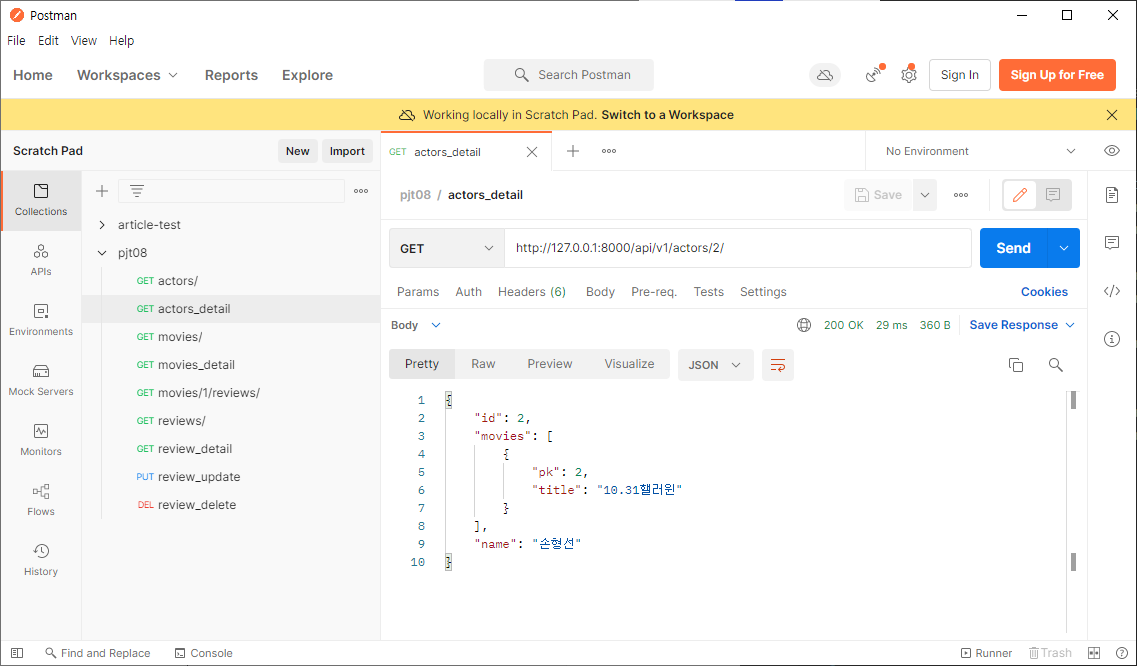 Postman
File Edit View Help
Home Workspaces Reports Explore Search Postman Sign In Sign Up for Free
Working locally in Scratch Pad. Switch to a Workspace
Scratch Pad New Import
GET actors_detail
No Environment
Collections
APIs
Environments
Mock Servers
Monitors
Flows
History
article-test
pjt08
GET actors/
GET actors_detail
GET movies/
GET movies_detail
GET movies/1/reviews/
GET reviews/
GET review_detail
PUT review_update
DEL review_delete
pjt08 / actors_detail
Save
GET http://127.0.0.1:8000/api/v1/actors/2/ Send
Params Auth Headers (6) Body Pre-req. Tests Settings Cookies
Body 200 OK 29 ms 360 B Save Response
Pretty Raw Preview Visualize JSON
1 {
2 "id": 2,
3 "movies": [
4 {
5 "pk": 2,
6 "title": "10.31핼러윈"
7 }
8 ],
9 "name": "손형선"
10 }
Find and Replace Console Runner Trash